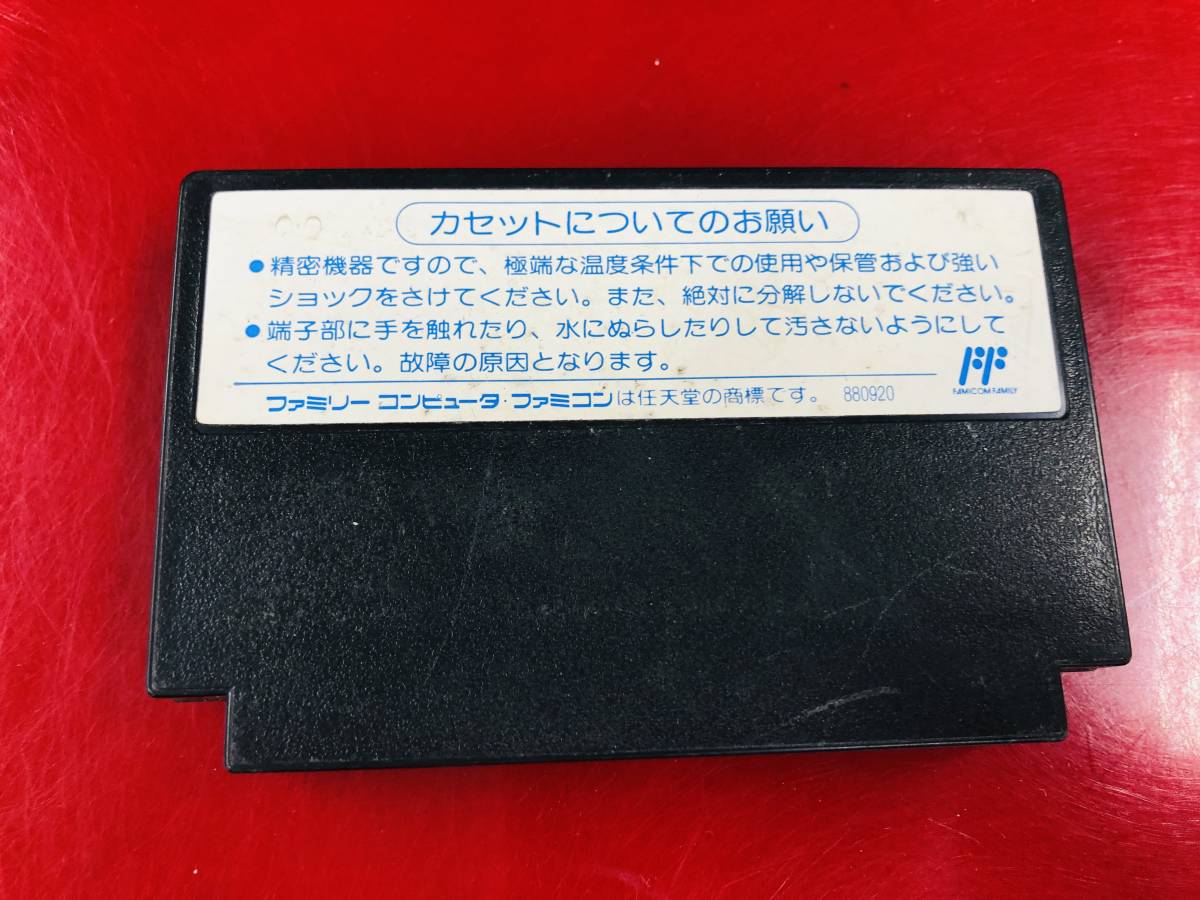 カセットについてのお願い
●精密機器ですので、極端な温度条件下での使用や保管および強い
ショックをさけてください。また、絶対に分解しないでください。
●端子部に手を触れたり、水にぬらしたりして汚さないようにして
ください。故障の原因となります。
FAMICOM FAMILY
ファミリー コンピュータ・ファミコンは任天堂の商標です。 880920